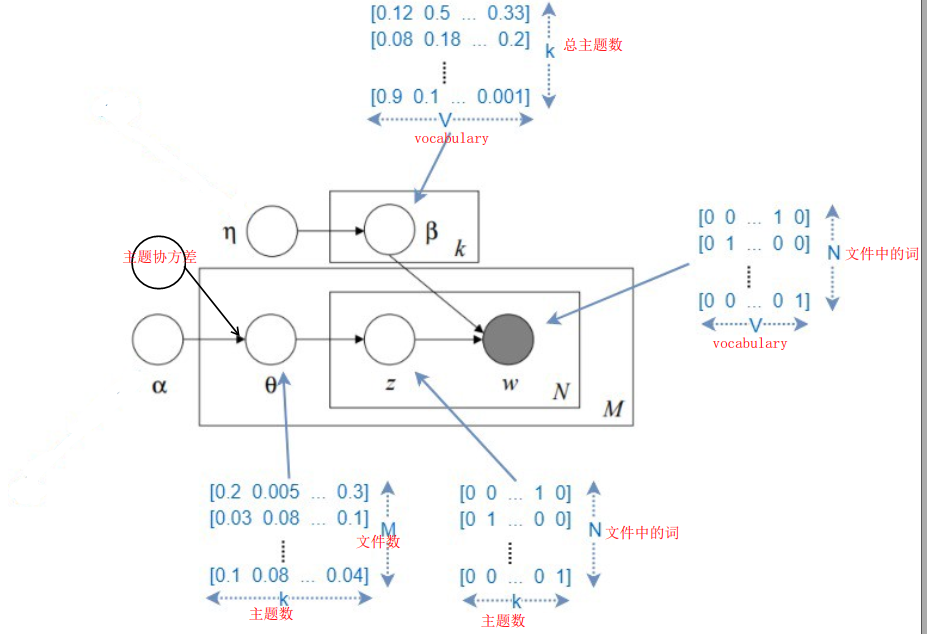 [0.12 0.5 ... 0.33]
[0.08 0.18 ... 0.2]
k 总主题数
[0.9 0.1 ... 0.001]
V
vocabulary
η
β
k
[0 0 ... 1 0]
[0 1 ... 0 0]
N 文件中的词
[0 0 ... 0 1]
V
vocabulary
主题协方差
α
θ
z
w
N
M
[0.2 0.005 ... 0.3]
[0.03 0.08 ... 0.1]
M
文件数
[0.1 0.08 ... 0.04]
k
主题数
[0 0 ... 1 0]
[0 1 ... 0 0]
N 文件中的词
[0 0 ... 0 1]
k
主题数